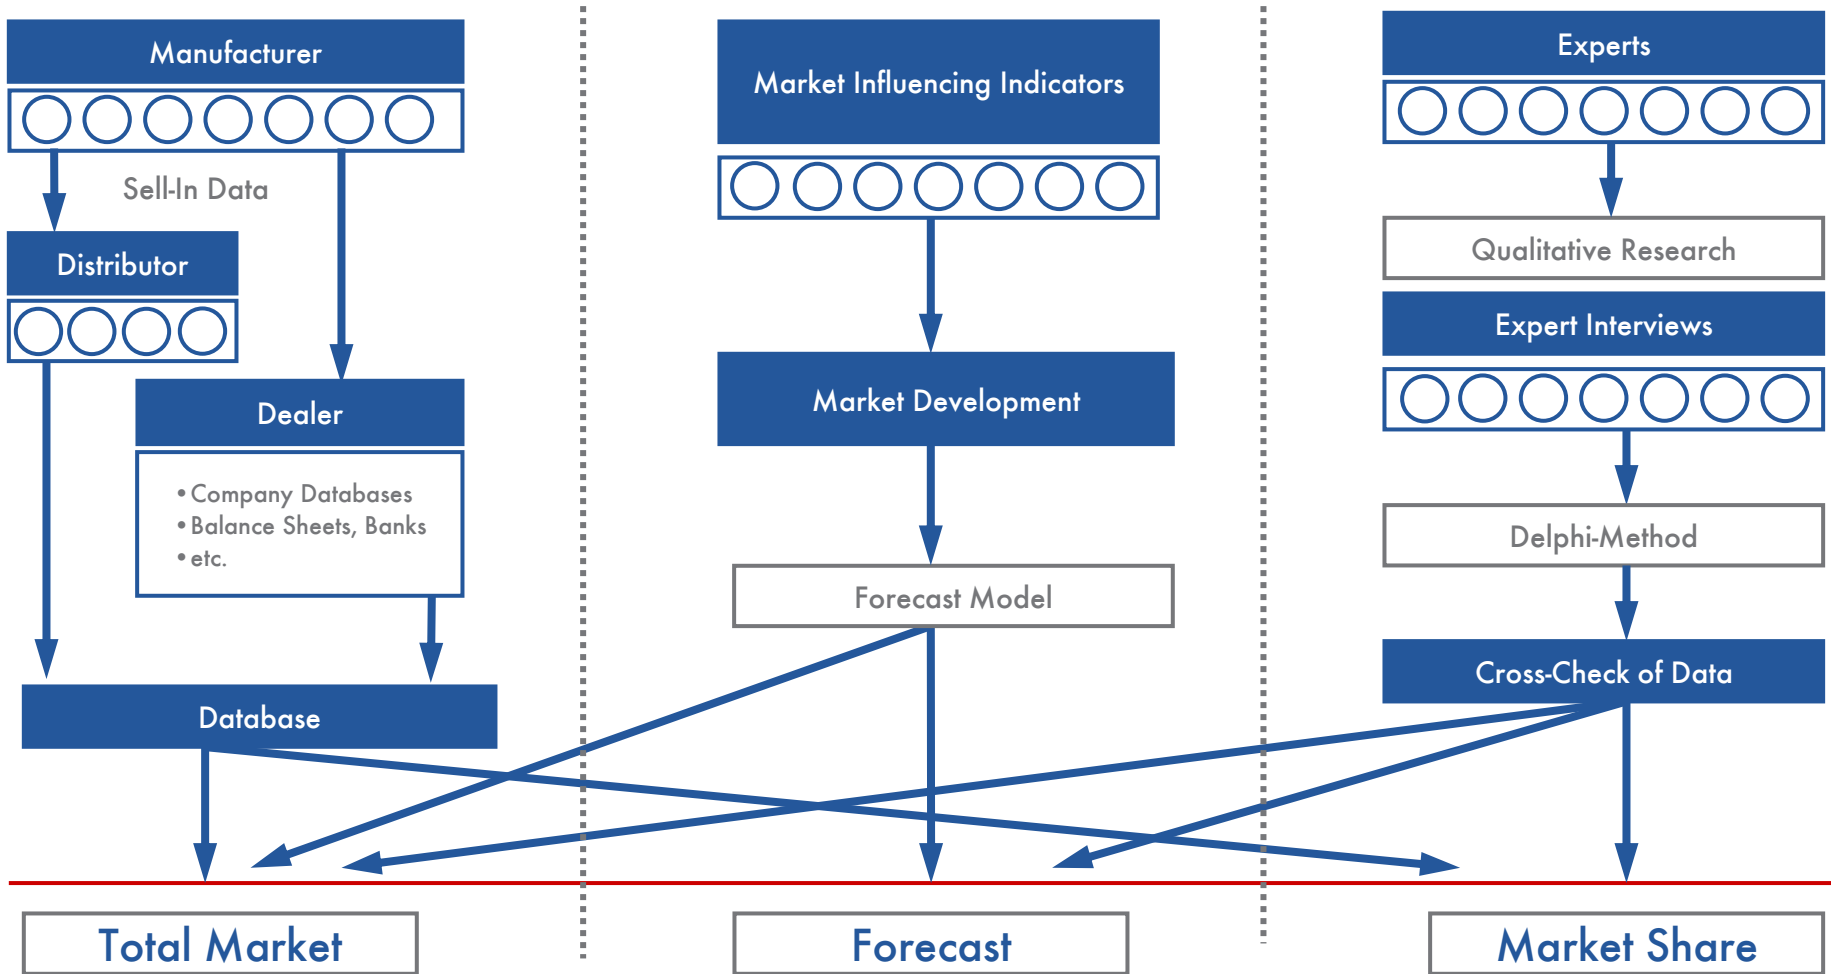 Manufacturer
Sell-In Data
Distributor
Dealer
•Company Databases
•Balance Sheets, Banks
•etc.
Database
Total Market
Market Influencing Indicators
Market Development
Forecast Model
Forecast
Experts
Qualitative Research
Expert Interviews
Delphi-Method
Cross-Check of Data
Market Share